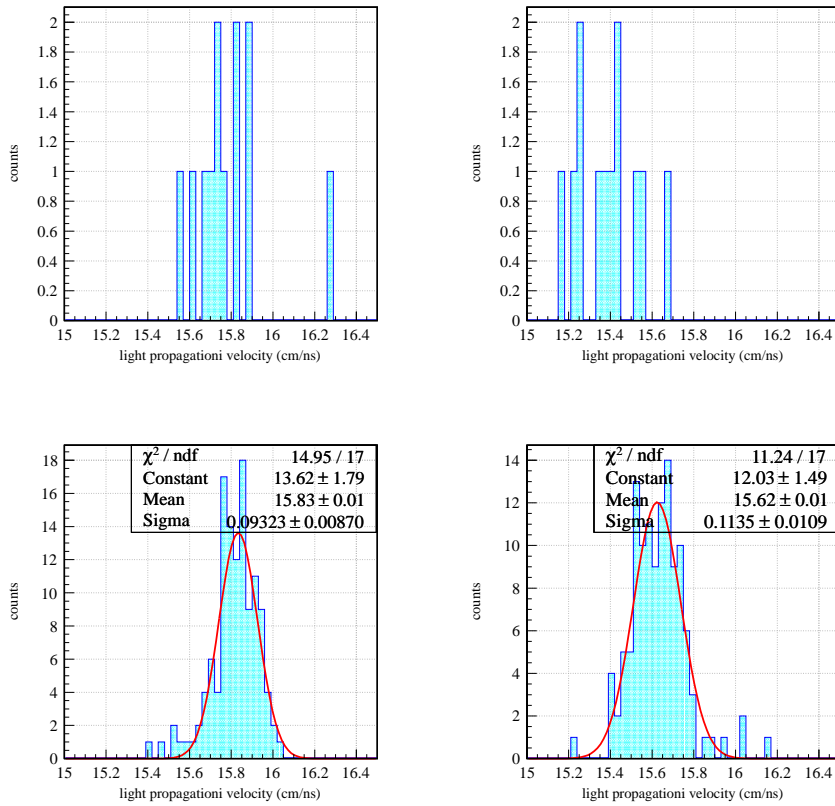 2
1.8
1.6
1.4
1.2
1
0.8
0.6
0.4
0.2
0
counts
15 15.2 15.4 15.6 15.8 16 16.2 16.4
light propagationi velocity (cm/ns)
2
1.8
1.6
1.4
1.2
1
0.8
0.6
0.4
0.2
0
counts
15 15.2 15.4 15.6 15.8 16 16.2 16.4
light propagationi velocity (cm/ns)
χ² / ndf 14.95 / 17
Constant 13.62 ± 1.79
Mean 15.83 ± 0.01
Sigma 0.09323 ± 0.00870
18
16
14
12
10
8
6
4
2
0
counts
15 15.2 15.4 15.6 15.8 16 16.2 16.4
light propagationi velocity (cm/ns)
χ² / ndf 11.24 / 17
Constant 12.03 ± 1.49
Mean 15.62 ± 0.01
Sigma 0.1135 ± 0.0109
14
12
10
8
6
4
2
0
counts
15 15.2 15.4 15.6 15.8 16 16.2 16.4
light propagationi velocity (cm/ns)